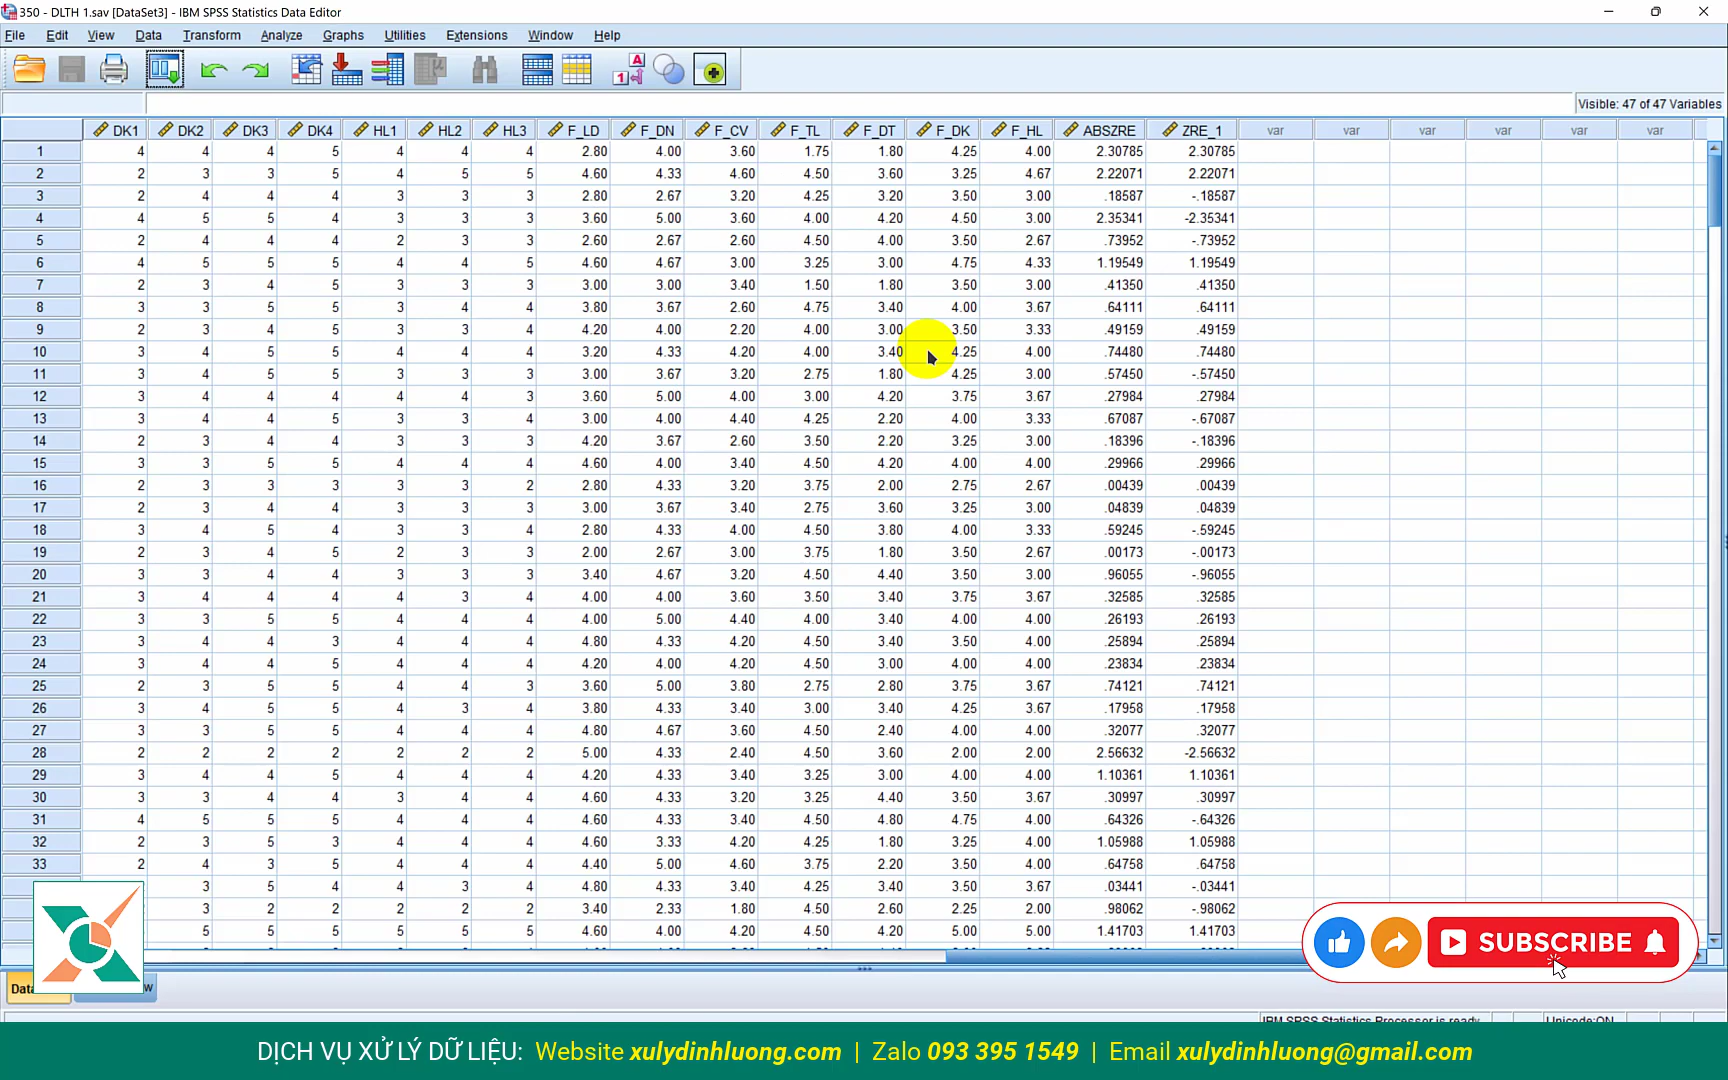 350 - DLTH 1.sav [DataSet3] - IBM SPSS Statistics Data Editor
File Edit View Data Transform Analyze Graphs Utilities Extensions Window Help
Visible: 47 of 47 Variables
DK1 DK2 DK3 DK4 HL1 HL2 HL3 F_LD F_DN F_CV F_TL F_DT F_DK F_HL ABSZRE ZRE_1 var var var var var var
1 4 4 4 5 4 4 4 2.80 4.00 3.60 1.75 1.80 4.25 4.00 2.30785 2.30785
2 2 3 3 5 4 5 5 4.60 4.33 4.60 4.50 3.60 3.25 4.67 2.22071 2.22071
3 2 4 4 4 3 3 3 2.80 2.67 3.20 4.25 3.20 3.50 3.00 .18587 -.18587
4 4 5 5 4 3 3 3 3.60 5.00 3.60 4.00 4.20 4.50 3.00 2.35341 -2.35341
5 2 4 4 4 2 3 3 2.60 2.67 2.60 4.50 4.00 3.50 2.67 .73952 -.73952
6 4 5 5 5 4 4 5 4.60 4.67 3.00 3.25 3.00 4.75 4.33 1.19549 1.19549
7 2 3 4 5 3 3 3 3.00 3.00 3.40 1.50 1.80 3.50 3.00 .41350 .41350
8 3 3 5 5 3 4 4 3.80 3.67 2.60 4.75 3.40 4.00 3.67 .64111 .64111
9 2 3 4 5 3 3 4 4.20 4.00 2.20 4.00 3.00 3.50 3.33 .49159 .49159
10 3 4 5 5 4 4 4 3.20 4.33 4.20 4.00 3.40 4.25 4.00 .74480 .74480
11 3 4 5 5 3 3 3 3.00 3.67 3.20 2.75 1.80 4.25 3.00 .57450 -.57450
12 3 4 4 4 4 4 3 3.60 5.00 4.00 3.00 4.20 3.75 3.67 .27984 .27984
13 3 4 4 5 3 3 4 3.00 4.00 4.40 4.25 2.20 4.00 3.33 .67087 -.67087
14 2 3 4 4 3 3 3 4.20 3.67 2.60 3.50 2.20 3.25 3.00 .18396 -.18396
15 3 3 5 5 4 4 4 4.60 4.00 3.40 4.50 4.20 4.00 4.00 .29966 .29966
16 2 3 3 3 3 3 2 2.80 4.33 3.20 3.75 2.00 2.75 2.67 .00439 .00439
17 2 3 4 4 3 3 3 3.00 3.67 3.40 2.75 3.60 3.25 3.00 .04839 .04839
18 3 4 5 4 3 3 4 2.80 4.33 4.00 4.50 3.80 4.00 3.33 .59245 -.59245
19 2 3 4 5 2 3 3 2.00 2.67 3.00 3.75 1.80 3.50 2.67 .00173 -.00173
20 3 3 4 4 3 3 3 3.40 4.67 3.20 4.50 4.40 3.50 3.00 .96055 -.96055
21 3 4 4 4 4 3 4 4.00 4.00 3.60 3.50 3.40 3.75 3.67 .32585 .32585
22 3 3 5 5 4 4 4 4.00 5.00 4.40 4.00 3.40 4.00 4.00 .26193 .26193
23 3 4 4 3 4 4 4 4.80 4.33 4.20 4.50 3.40 3.50 4.00 .25894 .25894
24 3 4 4 5 4 4 4 4.20 4.00 4.20 4.50 3.00 4.00 4.00 .23834 .23834
25 2 3 5 5 4 4 3 3.60 5.00 3.80 2.75 2.80 3.75 3.67 .74121 .74121
26 3 4 5 5 4 3 4 3.80 4.33 3.40 3.00 3.40 4.25 3.67 .17958 .17958
27 3 3 5 5 4 4 4 4.80 4.67 3.60 4.50 2.40 4.00 4.00 .32077 .32077
28 2 2 2 2 2 2 2 5.00 4.33 2.40 4.50 3.60 2.00 2.00 2.56632 -2.56632
29 3 4 4 5 4 4 4 4.20 4.33 3.40 3.25 3.00 4.00 4.00 1.10361 1.10361
30 3 3 4 4 3 4 4 4.60 4.33 3.20 3.25 4.40 3.50 3.67 .30997 .30997
31 4 5 5 5 4 4 4 4.60 4.33 3.40 4.50 4.80 4.75 4.00 .64326 -.64326
32 2 3 5 3 4 4 4 4.60 3.33 4.20 4.25 1.80 3.25 4.00 1.05988 1.05988
33 2 4 3 5 4 4 4 4.40 5.00 4.60 3.75 2.20 3.50 4.00 .64758 .64758
3 5 4 4 3 4 4.80 4.33 3.40 4.25 3.40 3.50 3.67 .03441 -.03441
3 2 2 2 2 2 3.40 2.33 1.80 4.50 2.60 2.25 2.00 .98062 -.98062
5 5 5 5 5 5 4.60 4.00 4.20 4.50 4.20 5.00 5.00 1.41703 1.41703
SUBSCRIBE
IBM SPSS Statistics Processor is ready Unicode:ON
DỊCH VỤ XỬ LÝ DỮ LIỆU: Website xulydinhluong.com | Zalo 093 395 1549 | Email xulydinhluong@gmail.com